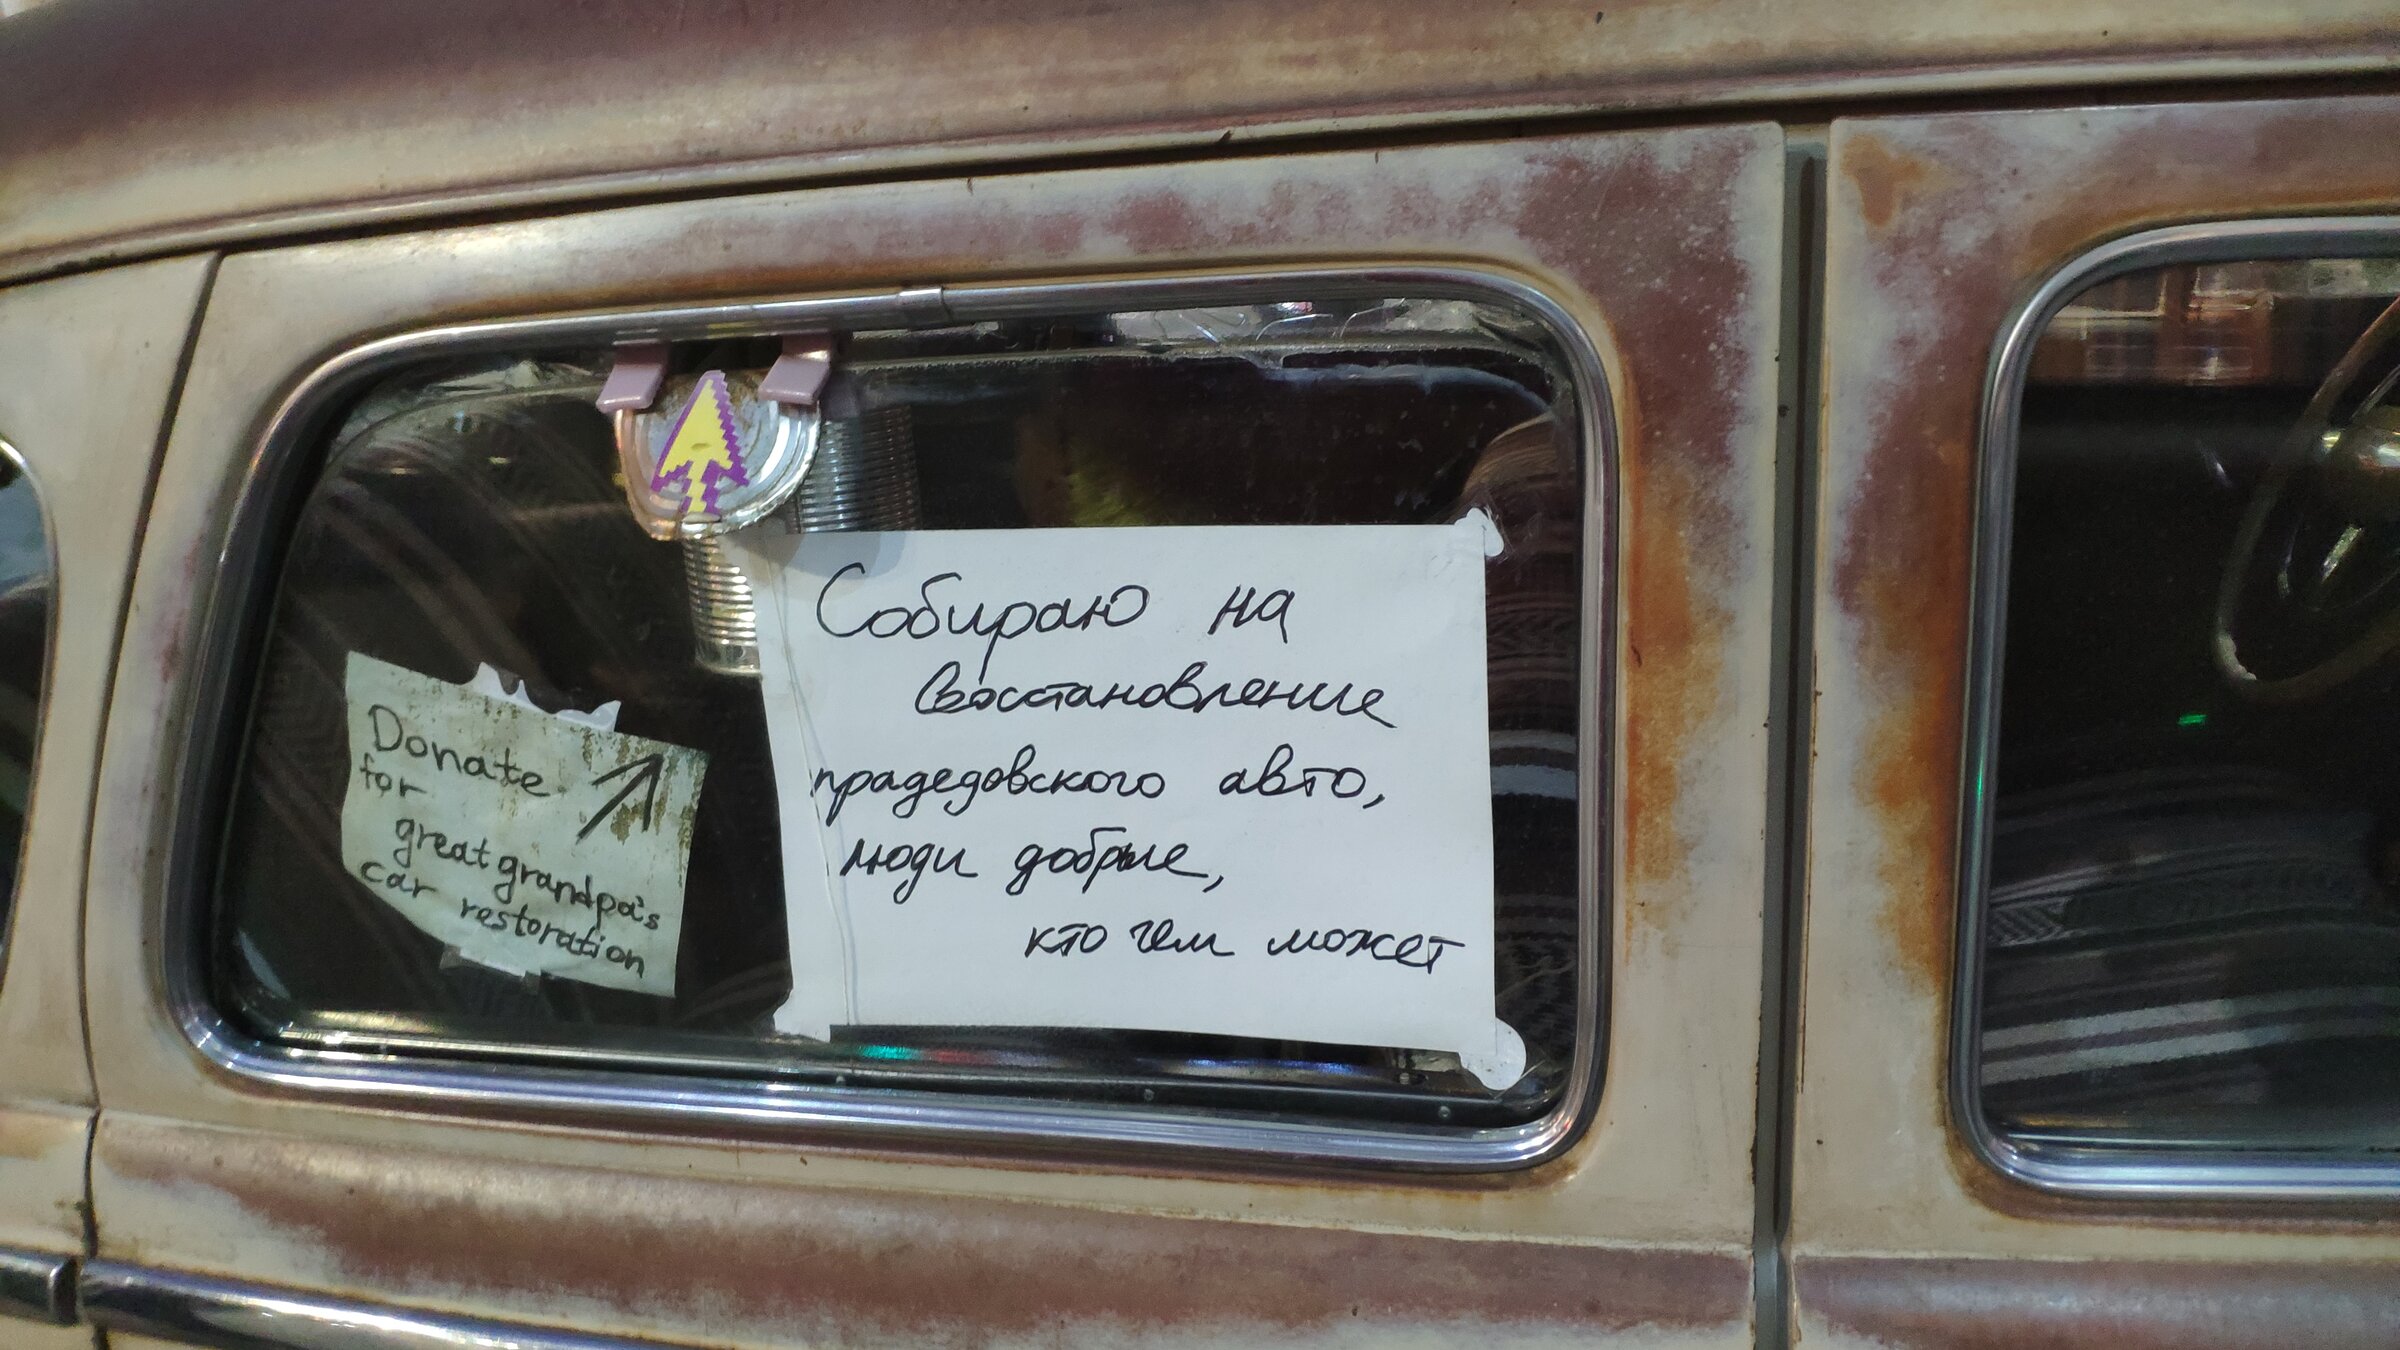 Donate
for
great grandpa's
car restoration
Собираю на
восстановление
прадедовского авто,
люди добрые,
кто чем может